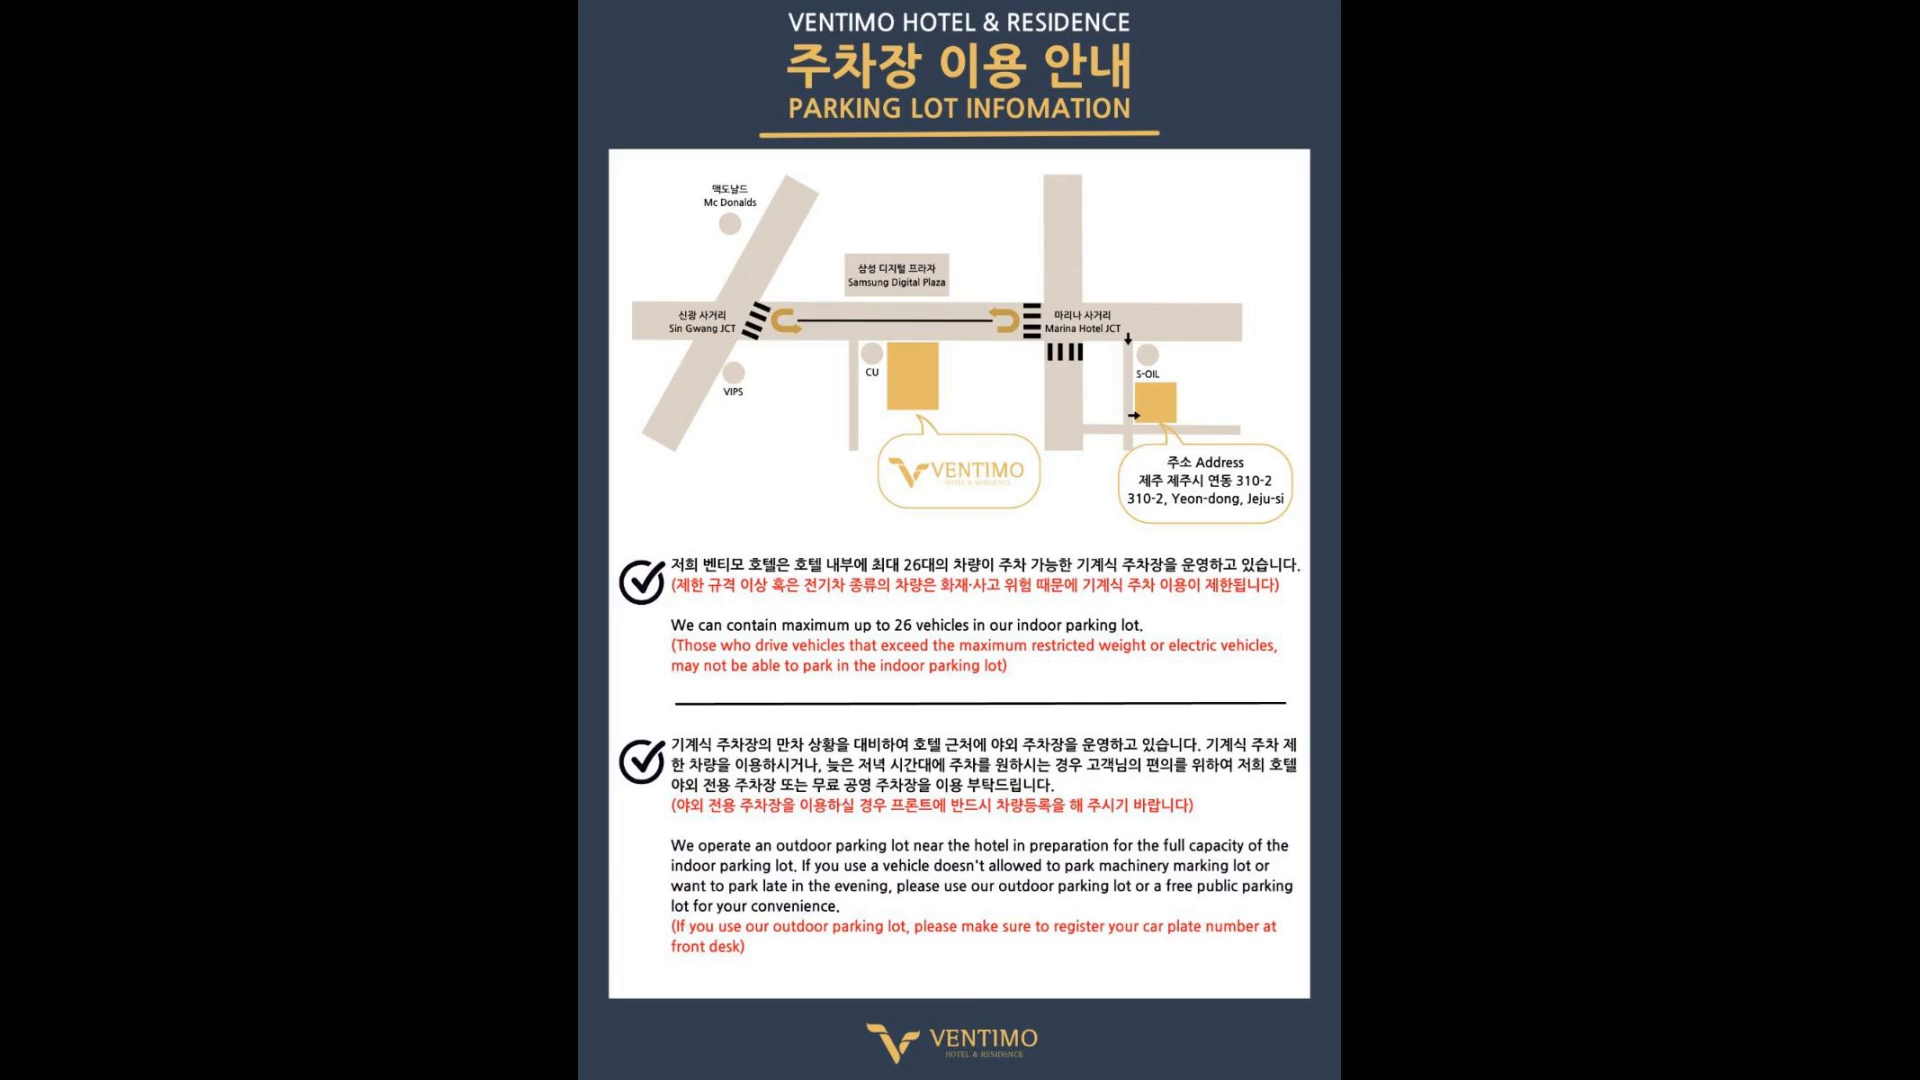 VENTIMO HOTEL & RESIDENCE
주차장 이용 안내
PARKING LOT INFOMATION
맥도날드
Mc Donalds
삼성 디지털 프라자
Samsung Digital Plaza
신광 사거리
Sin Gwang JCT
마리나 사거리
Marina Hotel JCT
CU
S-OIL
VIPS
VENTIMO
HOTEL & RESIDENCE
주소 Address
제주 제주시 연동 310-2
310-2, Yeon-dong, Jeju-si
저희 벤티모 호텔은 호텔 내부에 최대 26대의 차량이 주차 가능한 기계식 주차장을 운영하고 있습니다.
(제한 규격 이상 혹은 전기차 종류의 차량은 화재·사고 위험 때문에 기계식 주차 이용이 제한됩니다)
We can contain maximum up to 26 vehicles in our indoor parking lot.
(Those who drive vehicles that exceed the maximum restricted weight or electric vehicles,
may not be able to park in the indoor parking lot)
기계식 주차장의 만차 상황을 대비하여 호텔 근처에 야외 주차장을 운영하고 있습니다. 기계식 주차 제
한 차량을 이용하시거나, 늦은 저녁 시간대에 주차를 원하시는 경우 고객님의 편의를 위하여 저희 호텔
야외 전용 주차장 또는 무료 공영 주차장을 이용 부탁드립니다.
(야외 전용 주차장을 이용하실 경우 프론트에 반드시 차량등록을 해 주시기 바랍니다)
We operate an outdoor parking lot near the hotel in preparation for the full capacity of the
indoor parking lot. If you use a vehicle doesn't allowed to park machinery marking lot or
want to park late in the evening, please use our outdoor parking lot or a free public parking
lot for your convenience.
(If you use our outdoor parking lot, please make sure to register your car plate number at
front desk)
VENTIMO
HOTEL & RESIDENCE